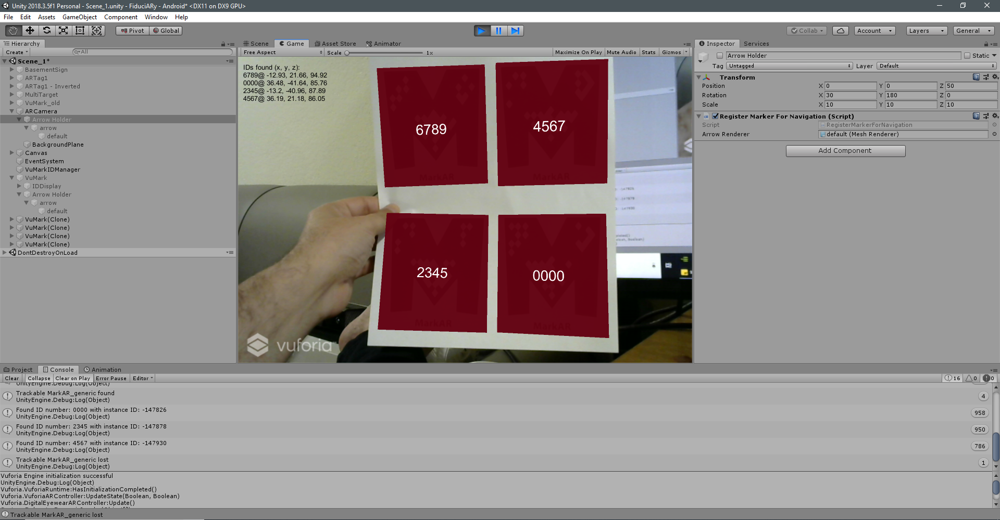 Unity 2018.3.5f1 Personal - Scene_1.unity - FiduciARy - Android* <DX11 on DX9 GPU>
File Edit Assets GameObject Component Window Help
Pivot Global Collab Account Layers General
Hierarchy
Create All
Scene_1*
BasementSign
ARTag1
ARTag1 - Inverted
MultiTarget
VuMark_old
ARCamera
Arrow Holder
arrow
default
BackgroundPlane
Canvas
EventSystem
VuMarkIDManager
VuMark
IDDisplay
Arrow Holder
arrow
default
VuMark(Clone)
VuMark(Clone)
VuMark(Clone)
VuMark(Clone)
DontDestroyOnLoad
Scene Game Asset Store Animator
Free Aspect Scale 1x Maximize On Play Mute Audio Stats Gizmos
IDs found (x, y, z):
6789@ -12.93, 21.66, 94.92
0000@ 36.48, -41.64, 85.76
2345@ -13.2, -40.96, 87.89
4567@ 36.19, 21.18, 86.05
6789 4567
MarkAR MarkAR
2345 0000
MarkAR MarkAR
vuforia
Inspector Services
Arrow Holder Static
Tag Untagged Layer Default
Transform
Position X 0 Y 0 Z 50
Rotation X 30 Y 180 Z 0
Scale X 10 Y 10 Z 10
Register Marker For Navigation (Script)
Script RegisterMarkerForNavigation
Arrow Renderer default (Mesh Renderer)
Add Component
Project Console Animation
Clear Collapse Clear on Play Error Pause Editor 16 0 0
UnityEngine.Debug:Log(Object)
Trackable MarkAR_generic found
UnityEngine.Debug:Log(Object) 4
Found ID number: 0000 with instance ID: -147826
UnityEngine.Debug:Log(Object) 958
Found ID number: 2345 with instance ID: -147878
UnityEngine.Debug:Log(Object) 950
Found ID number: 4567 with instance ID: -147930
UnityEngine.Debug:Log(Object) 786
Trackable MarkAR_generic lost
UnityEngine.Debug:Log(Object) 1
Vuforia Engine initialization successful
UnityEngine.Debug:Log(Object)
Vuforia.VuforiaRuntime:HasInitializationCompleted()
Vuforia.VuforiaARController:UpdateState(Boolean, Boolean)
Vuforia.DigitalEyewearARController:Update()
Trackable MarkAR_generic lost